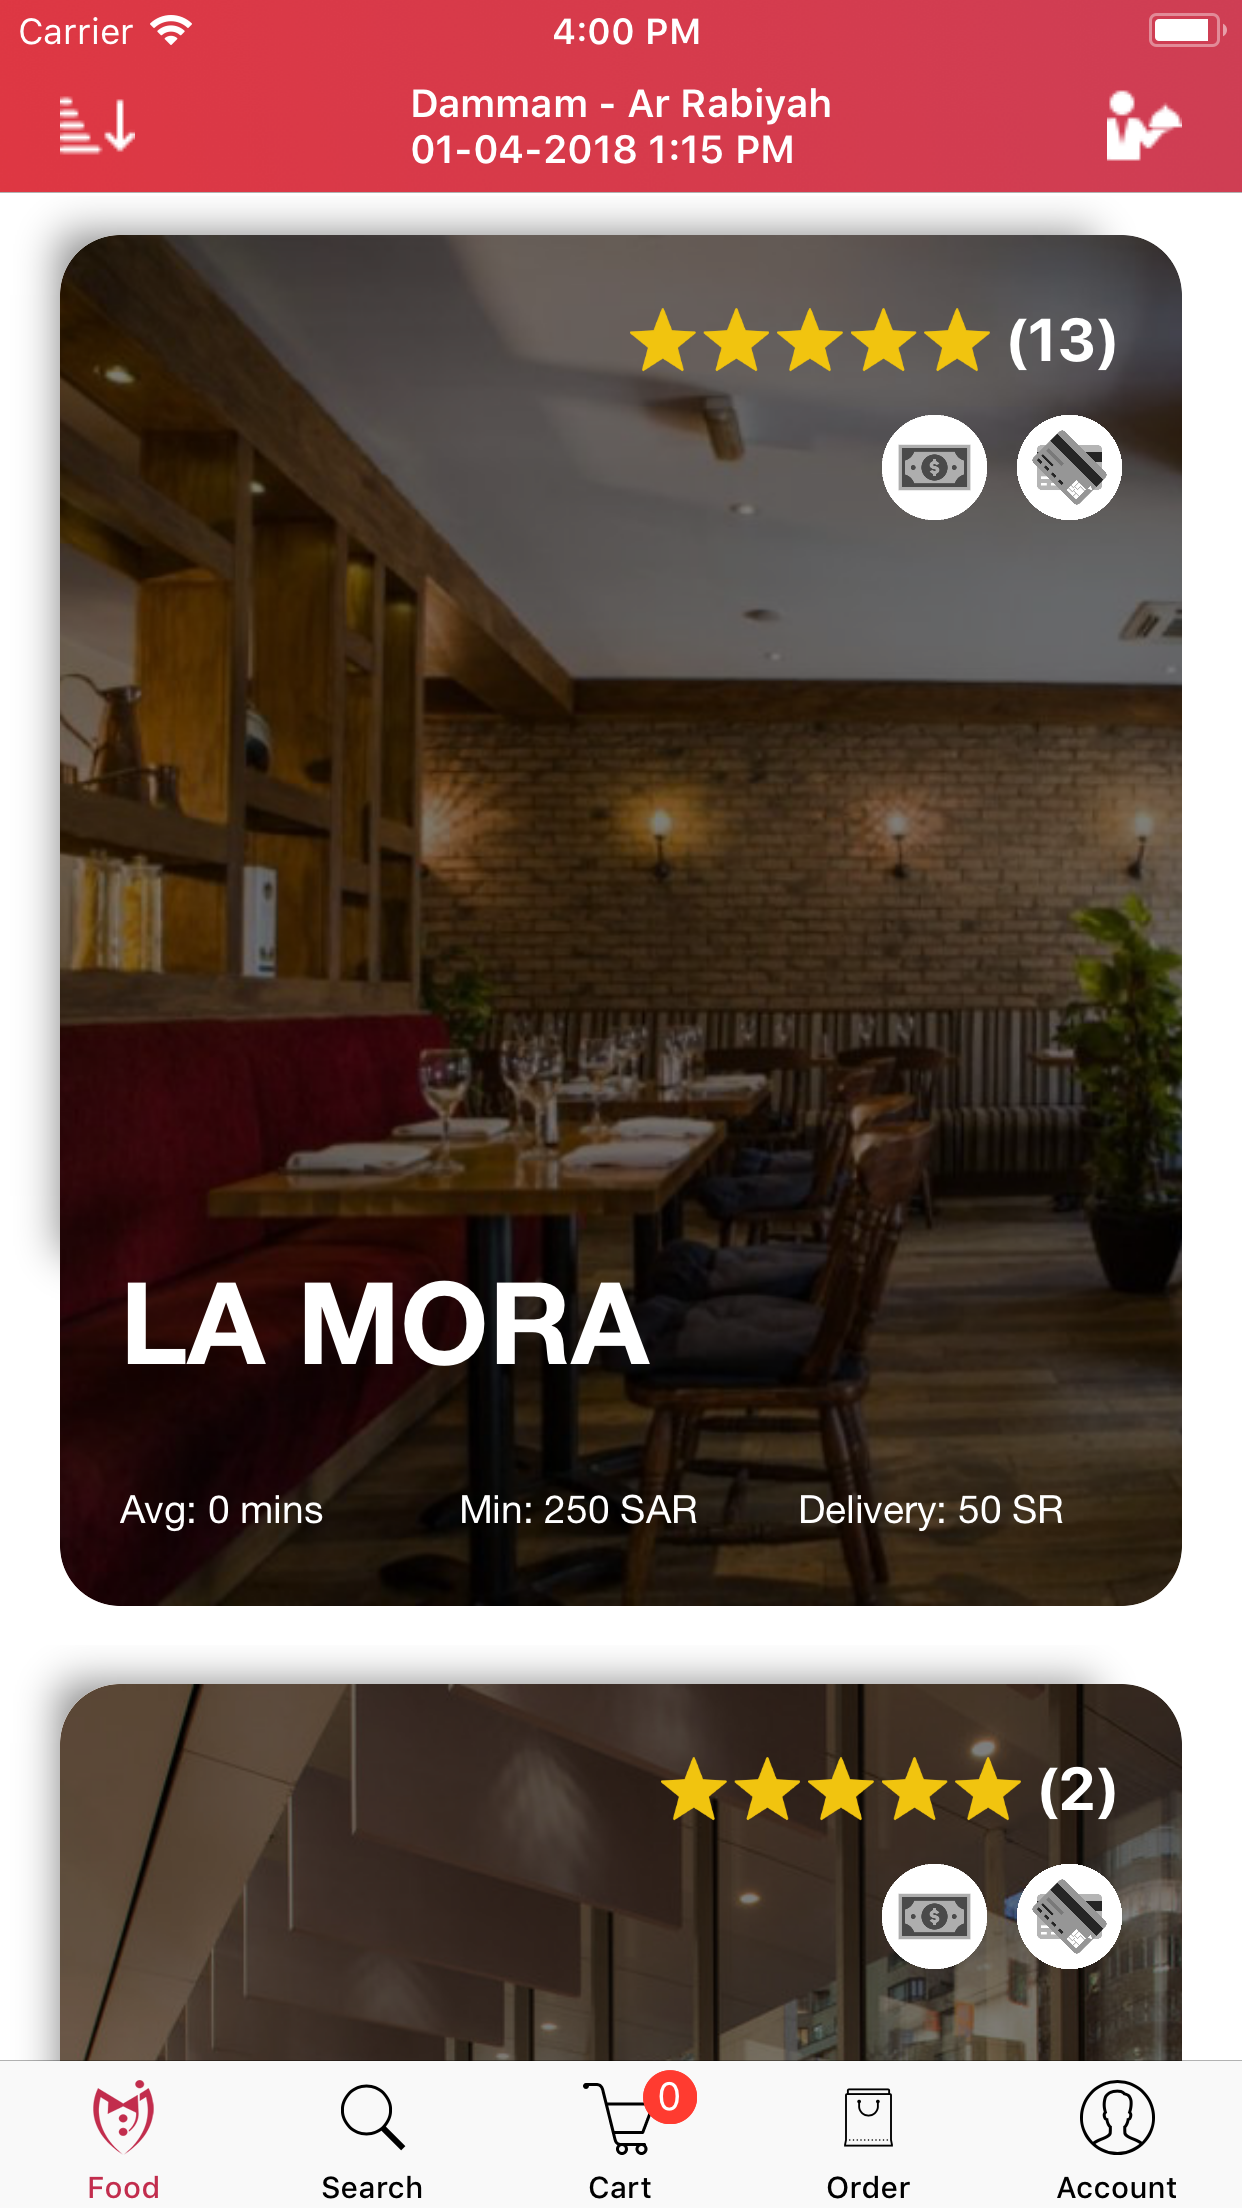 Carrier 4:00 PM
Dammam - Ar Rabiyah
01-04-2018 1:15 PM
(13)
LA MORA
Avg: 0 mins Min: 250 SAR Delivery: 50 SR
(2)
0
Food Search Cart Order Account